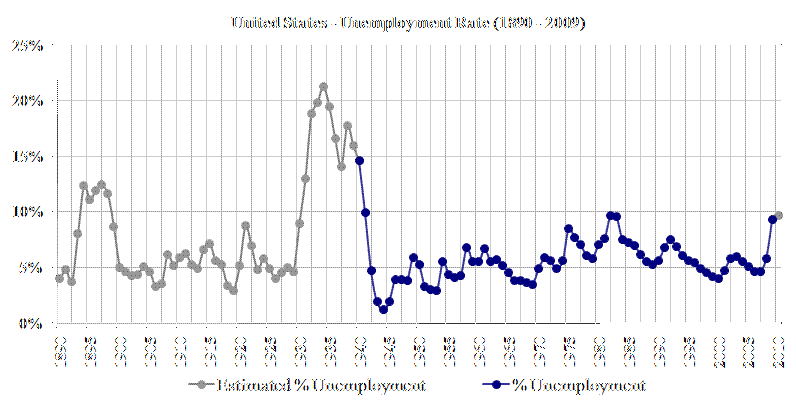 United States - Unemployment Rate (1890 - 2009)
25%
20%
15%
10%
5%
0%
1890 1895 1900 1905 1910 1915 1920 1925 1930 1935 1940 1945 1950 1955 1960 1965 1970 1975 1980 1985 1990 1995 2000 2005 2010
Estimated % Unemployment % Unemployment